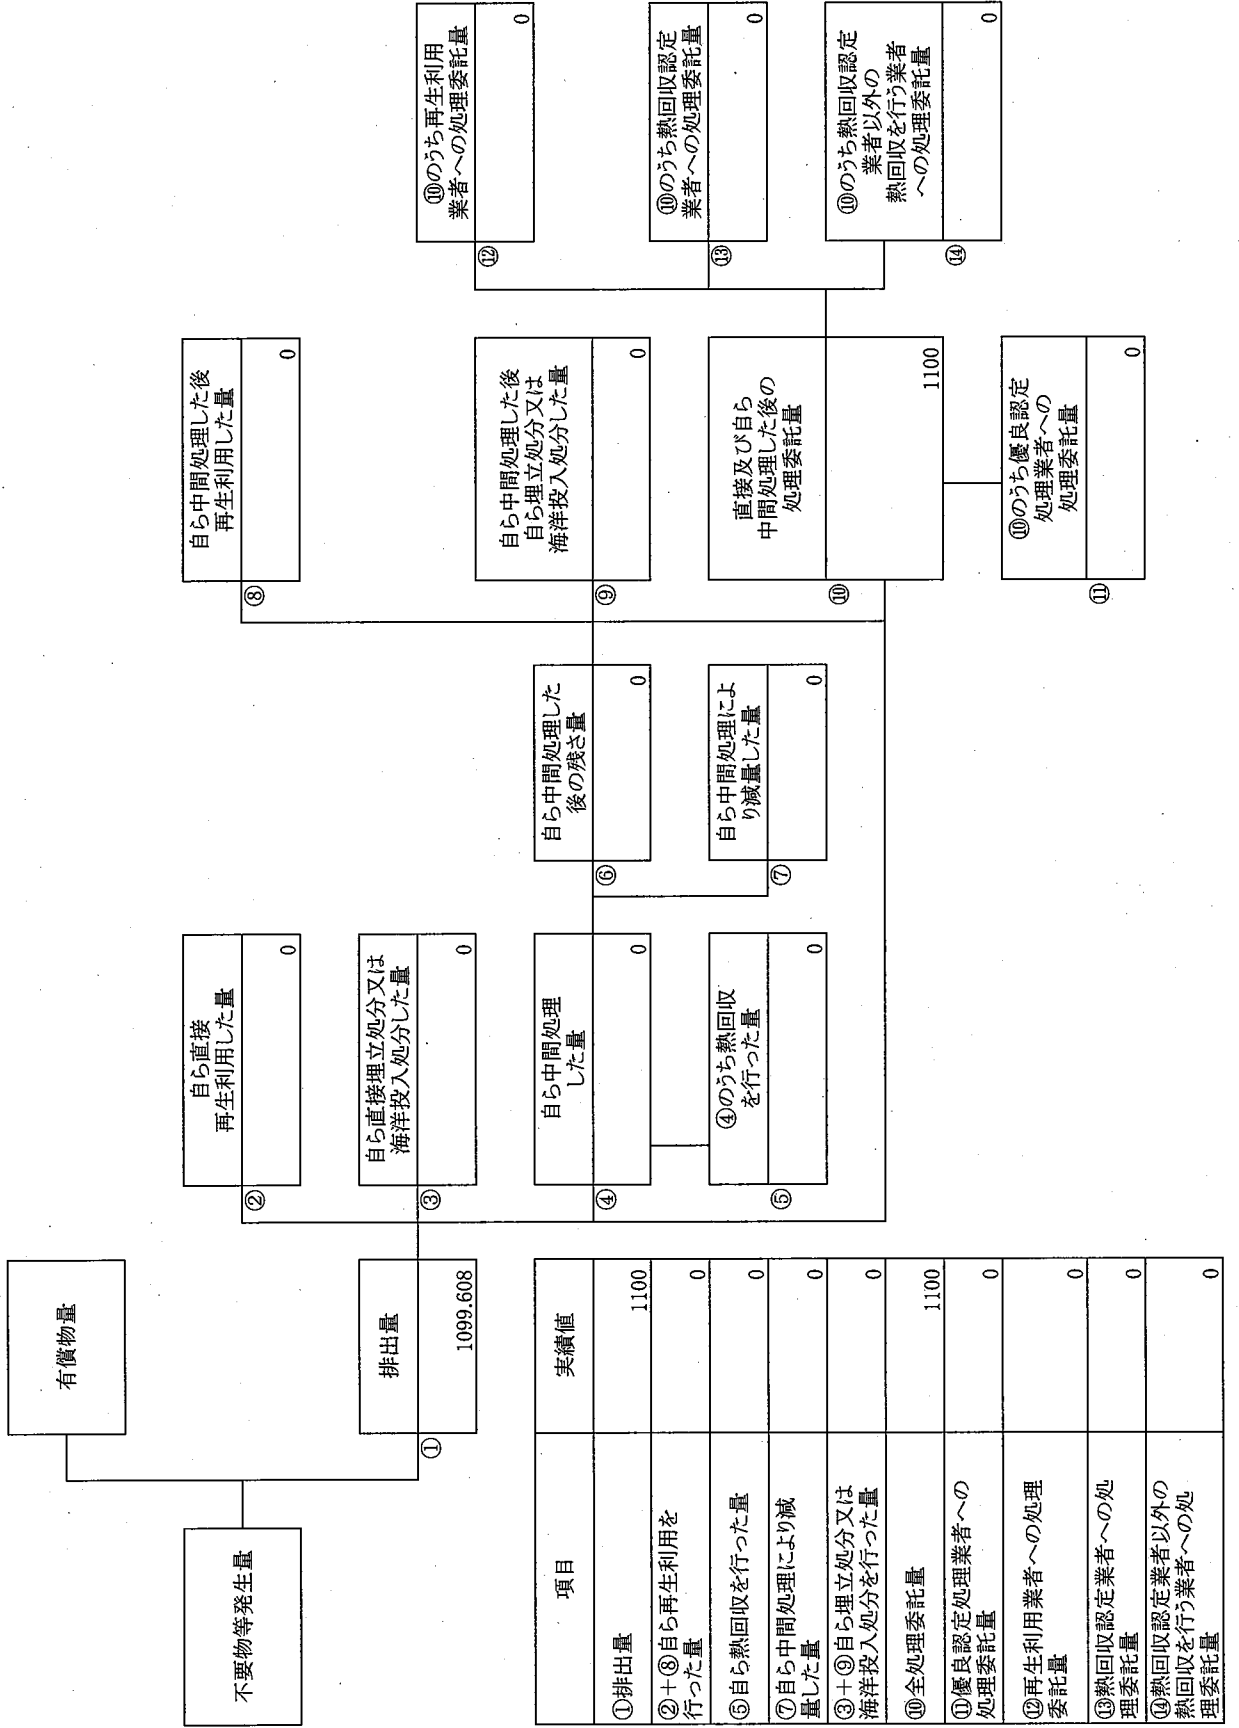 不要物等発生量
有償物量
①
排出量
1099.608
②
自ら直接
再生利用した量
0
③
自ら直接埋立処分又は
海洋投入処分した量
0
④
自ら中間処理
した量
0
⑤
④のうち熱回収
を行った量
0
⑥
自ら中間処理した
後の残さ量
0
⑦
自ら中間処理によ
り減量した量
0
⑧
自ら中間処理した後
再生利用した量
0
⑨
自ら中間処理した後
自ら埋立処分又は
海洋投入処分した量
0
⑩
直接及び自ら
中間処理した後の
処理委託量
1100
⑪
⑩のうち優良認定
処理業者への
処理委託量
0
⑫
⑩のうち再生利用
業者への処理委託量
0
⑬
⑩のうち熱回収認定
業者への処理委託量
0
⑭
⑩のうち熱回収認定
業者以外の
熱回収を行う業者
への処理委託量
0
項目 実績値
①排出量 1100
②+⑧自ら再生利用を
行った量 0
⑤自ら熱回収を行った量 0
⑦自ら中間処理により減
量した量 0
③+⑨自ら埋立処分又は
海洋投入処分を行った量 0
⑩全処理委託量 1100
⑪優良認定処理業者への
処理委託量 0
⑫再生利用業者への処理
委託量 0
⑬熱回収認定業者への処
理委託量 0
⑭熱回収認定業者以外の
熱回収を行う業者への処
理委託量 0